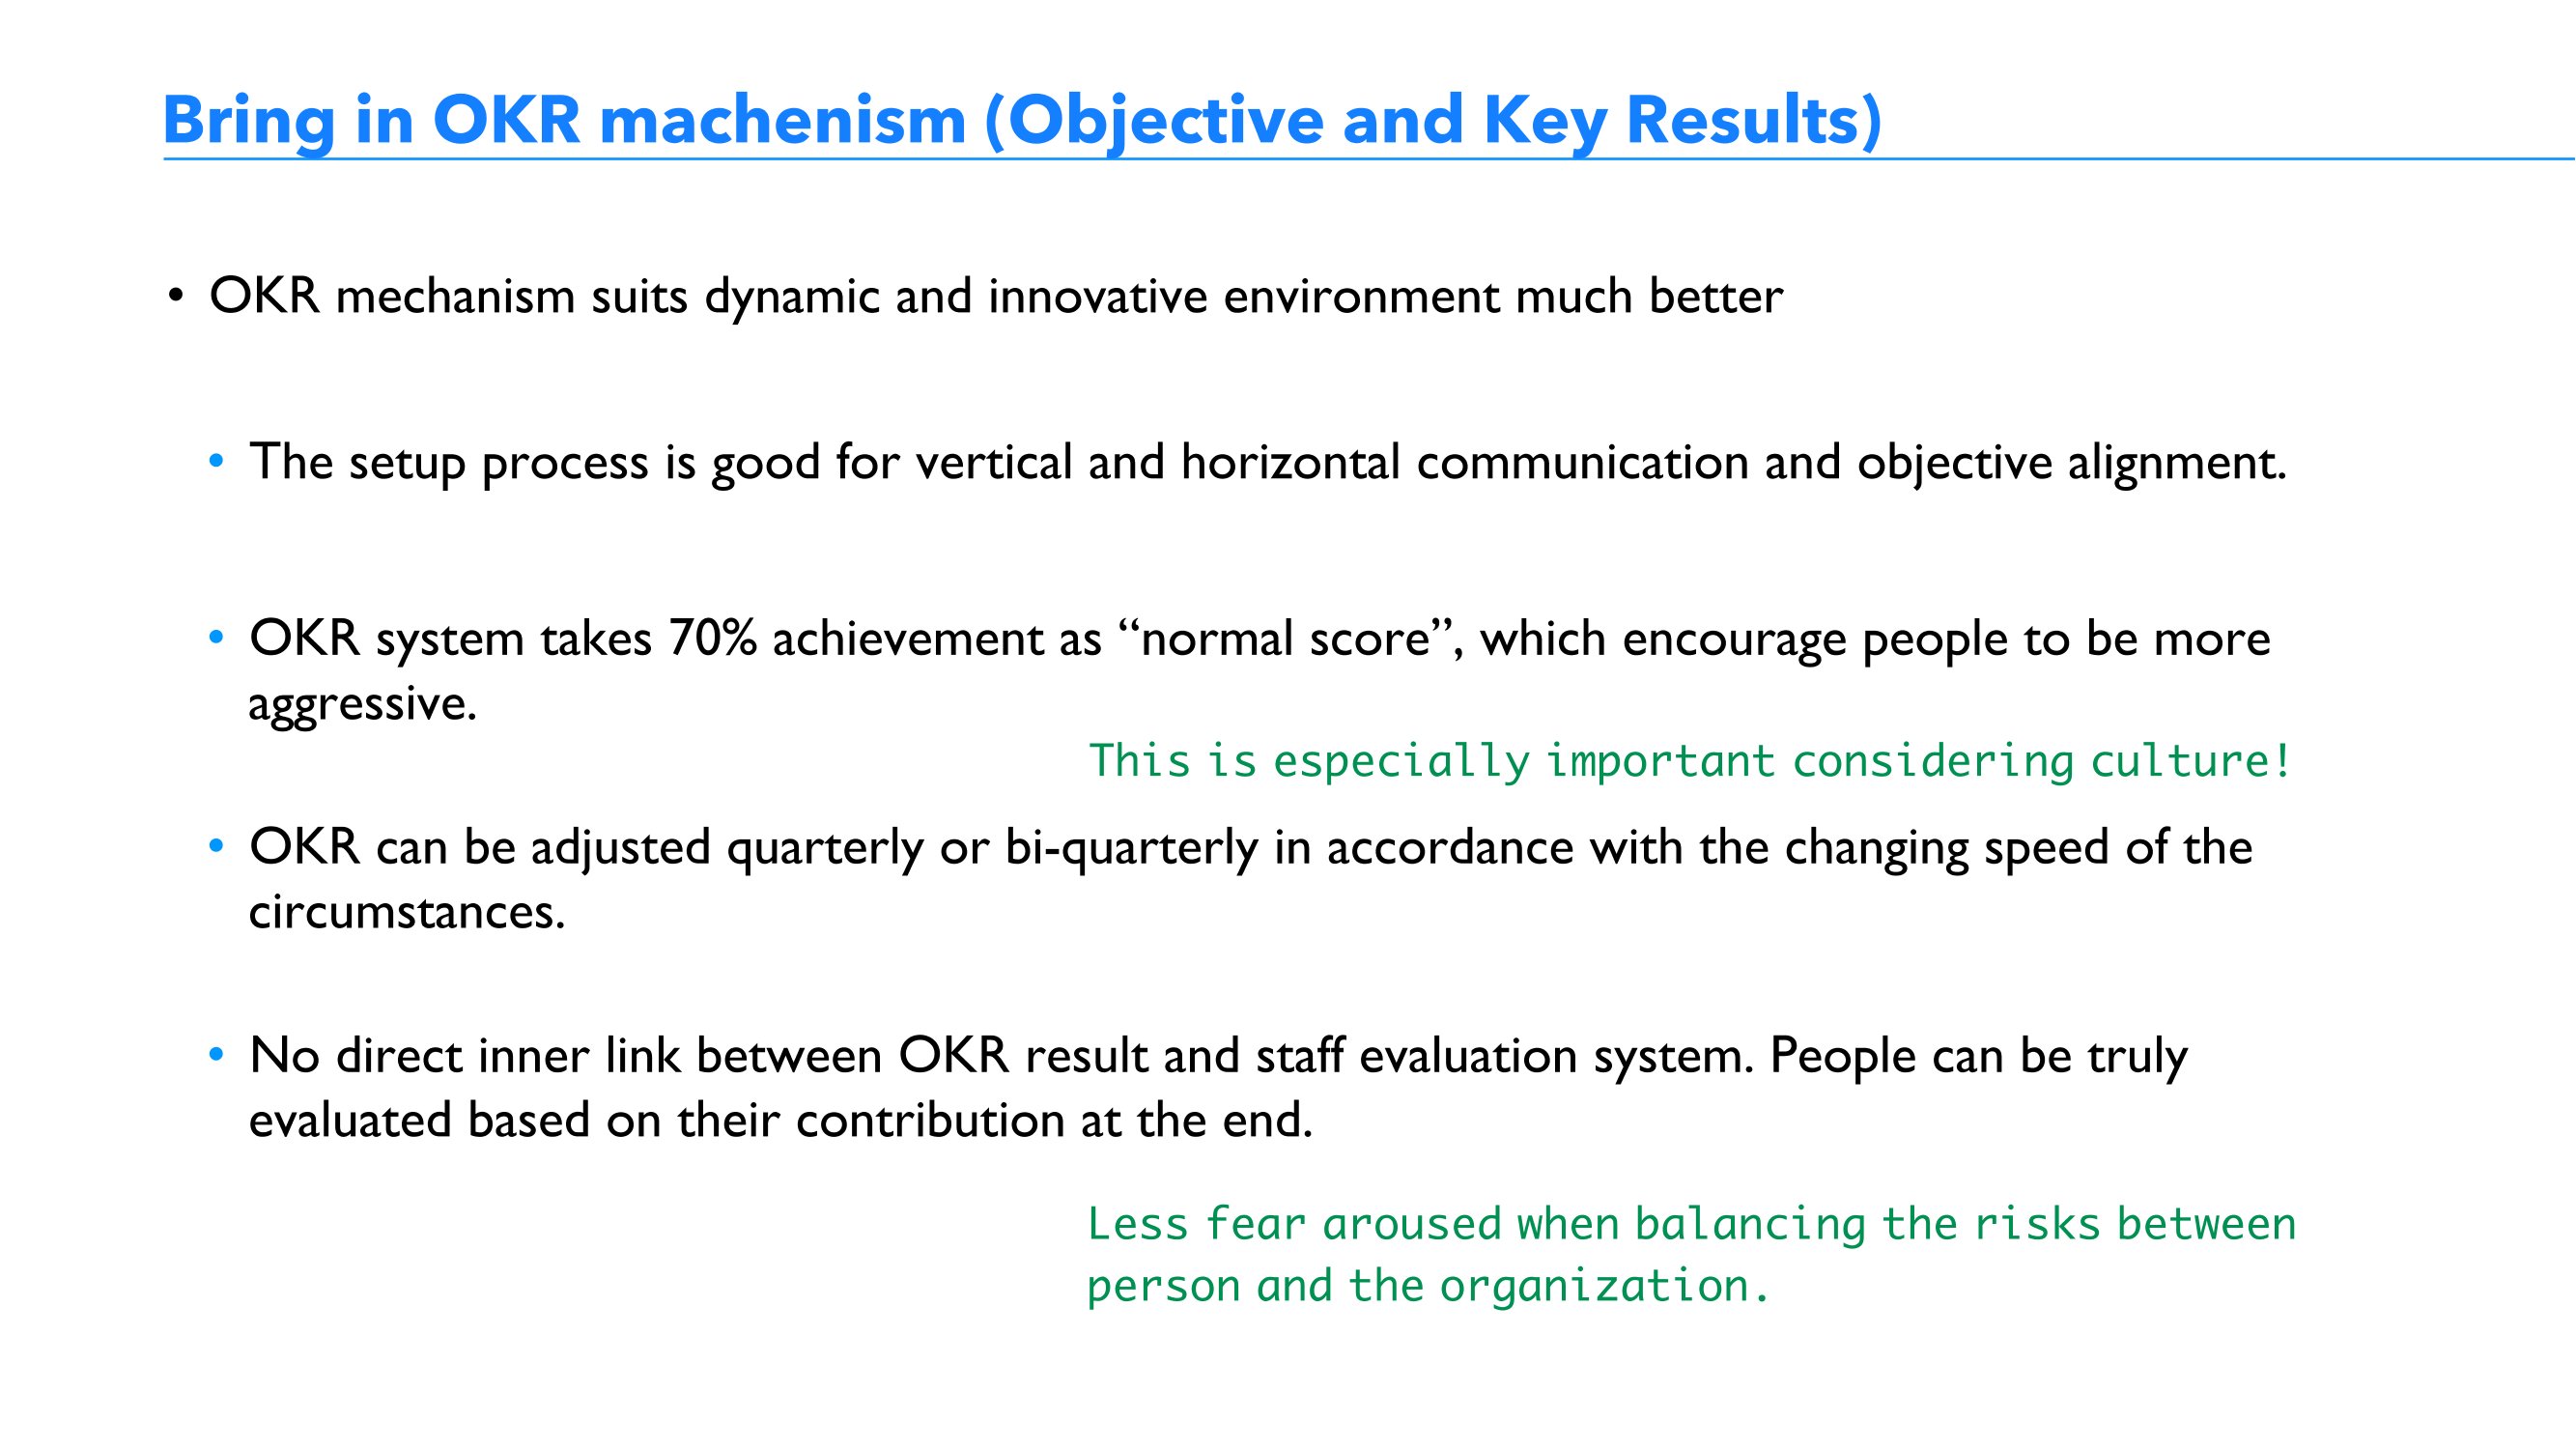 Bring in OKR machenism (Objective and Key Results)
• OKR mechanism suits dynamic and innovative environment much better
• The setup process is good for vertical and horizontal communication and objective alignment.
• OKR system takes 70% achievement as “normal score”, which encourage people to be more
aggressive.
This is especially important considering culture!
• OKR can be adjusted quarterly or bi-quarterly in accordance with the changing speed of the
circumstances.
• No direct inner link between OKR result and staff evaluation system. People can be truly
evaluated based on their contribution at the end.
Less fear aroused when balancing the risks between
person and the organization.